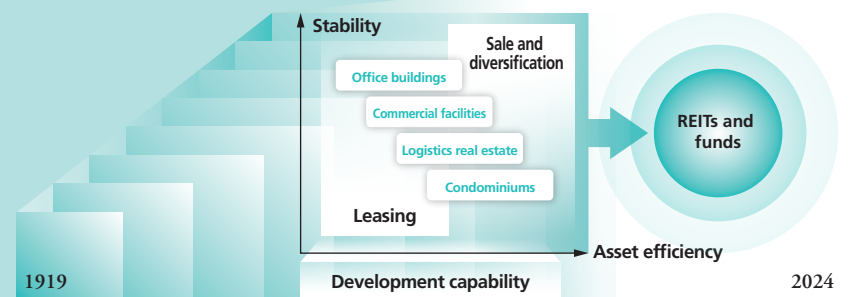 Stability
Sale and
diversification
Office buildings
Commercial facilities
Logistics real estate
Condominiums
Leasing
REITs and
funds
Asset efficiency
1919
Development capability
2024